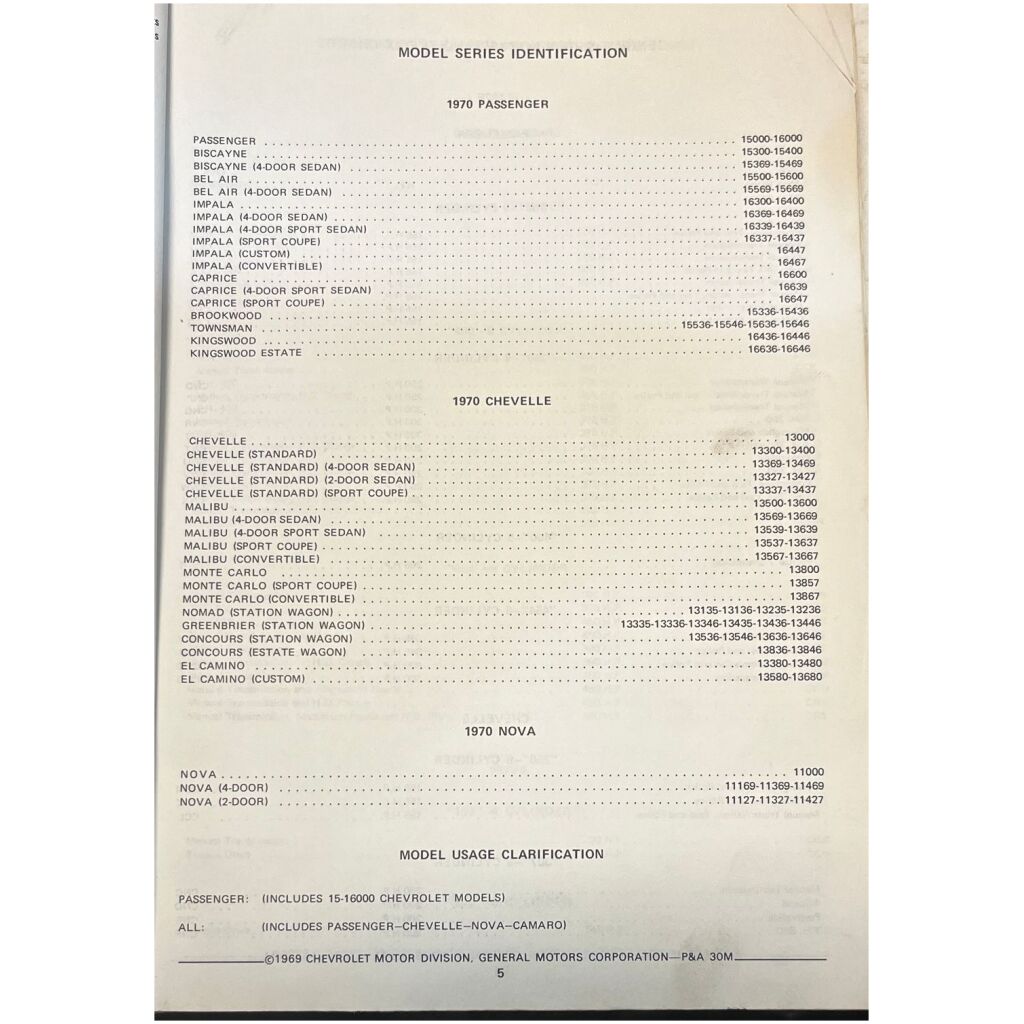 MODEL SERIES IDENTIFICATION
1970 PASSENGER
PASSENGER . . . . . . . . . . 15000-16000
BISCAYNE . . . . . . . . . . 15300-15400
BISCAYNE (4-DOOR SEDAN) . . . . . . . . . . 15369-15469
BEL AIR . . . . . . . . . . 15500-15600
BEL AIR (4-DOOR SEDAN) . . . . . . . . . . 15569-15669
IMPALA . . . . . . . . . . 16300-16400
IMPALA (4-DOOR SEDAN) . . . . . . . . . . 16369-16469
IMPALA (4-DOOR SPORT SEDAN) . . . . . . . . . . 16339-16439
IMPALA (SPORT COUPE) . . . . . . . . . . 16337-16437
IMPALA (CUSTOM) . . . . . . . . . . 16447
IMPALA (CONVERTIBLE) . . . . . . . . . . 16467
CAPRICE . . . . . . . . . . 16600
CAPRICE (4-DOOR SPORT SEDAN) . . . . . . . . . . 16639
CAPRICE (SPORT COUPE) . . . . . . . . . . 16647
BROOKWOOD . . . . . . . . . . 15336-15436
TOWNSMAN . . . . . . . . . . 15536-15546-15636-15646
KINGSWOOD . . . . . . . . . . 16436-16446
KINGSWOOD ESTATE . . . . . . . . . . 16636-16646
1970 CHEVELLE
CHEVELLE . . . . . . . . . . 13000
CHEVELLE (STANDARD) . . . . . . . . . . 13300-13400
CHEVELLE (STANDARD) (4-DOOR SEDAN) . . . . . . . . . . 13369-13469
CHEVELLE (STANDARD) (2-DOOR SEDAN) . . . . . . . . . . 13327-13427
CHEVELLE (STANDARD) (SPORT COUPE) . . . . . . . . . . 13337-13437
MALIBU . . . . . . . . . . 13500-13600
MALIBU (4-DOOR SEDAN) . . . . . . . . . . 13569-13669
MALIBU (4-DOOR SPORT SEDAN) . . . . . . . . . . 13539-13639
MALIBU (SPORT COUPE) . . . . . . . . . . 13537-13637
MALIBU (CONVERTIBLE) . . . . . . . . . . 13567-13667
MONTE CARLO . . . . . . . . . . 13800
MONTE CARLO (SPORT COUPE) . . . . . . . . . . 13857
MONTE CARLO (CONVERTIBLE) . . . . . . . . . . 13867
NOMAD (STATION WAGON) . . . . . . . . . . 13135-13136-13235-13236
GREENBRIER (STATION WAGON) . . . . . . . . . . 13335-13336-13346-13435-13436-13446
CONCOURS (STATION WAGON) . . . . . . . . . . 13536-13546-13636-13646
CONCOURS (ESTATE WAGON) . . . . . . . . . . 13836-13846
EL CAMINO . . . . . . . . . . 13380-13480
EL CAMINO (CUSTOM) . . . . . . . . . . 13580-13680
1970 NOVA
NOVA . . . . . . . . . . 11000
NOVA (4-DOOR) . . . . . . . . . . 11169-11369-11469
NOVA (2-DOOR) . . . . . . . . . . 11127-11327-11427
MODEL USAGE CLARIFICATION
PASSENGER: (INCLUDES 15-16000 CHEVROLET MODELS)
ALL: (INCLUDES PASSENGER—CHEVELLE—NOVA—CAMARO)
©1969 CHEVROLET MOTOR DIVISION, GENERAL MOTORS CORPORATION—P&A 30M
5